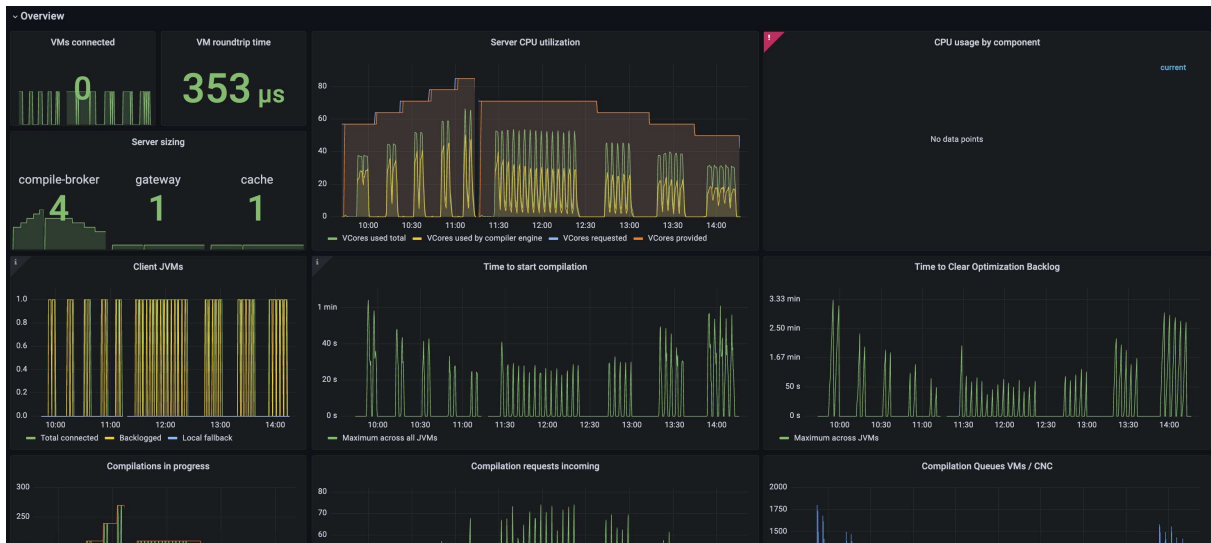 Overview
VMs connected
0
VM roundtrip time
353 µs
Server sizing
compile-broker gateway cache
4 1 1
Server CPU utilization
80
60
40
20
0
10:00 10:30 11:00 11:30 12:00 12:30 13:00 13:30 14:00
VCores used total VCores used by compiler engine VCores requested VCores provided
!
CPU usage by component
current
No data points
i
Client JVMs
1.0
0.8
0.6
0.4
0.2
0.0
10:00 11:00 12:00 13:00 14:00
Total connected Backlogged Local fallback
i
Time to start compilation
1 min
40 s
20 s
0 s
10:00 10:30 11:00 11:30 12:00 12:30 13:00 13:30 14:00
Maximum across all JVMs
Time to Clear Optimization Backlog
3.33 min
2.50 min
1.67 min
50 s
0 s
10:00 10:30 11:00 11:30 12:00 12:30 13:00 13:30 14:00
Maximum across JVMs
Compilations in progress
300
250
Compilation requests incoming
80
70
60
Compilation Queues VMs / CNC
2000
1750
1500